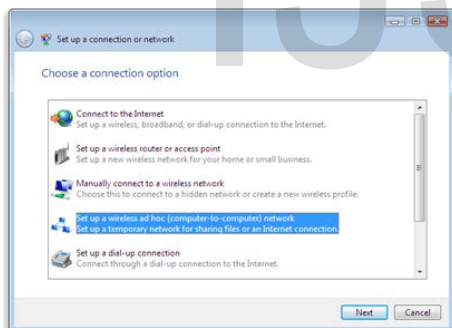 Set up a connection or network
Choose a connection option
Connect to the Internet
Set up a wireless, broadband, or dial-up connection to the Internet.
Set up a wireless router or access point
Set up a new wireless network for your home or small business.
Manually connect to a wireless network
Choose this to connect to a hidden network or create a new wireless profile.
Set up a wireless ad hoc (computer-to-computer) network
Set up a temporary network for sharing files or an Internet connection.
Set up a dial-up connection
Connect through a dial-up connection to the Internet.
Next Cancel